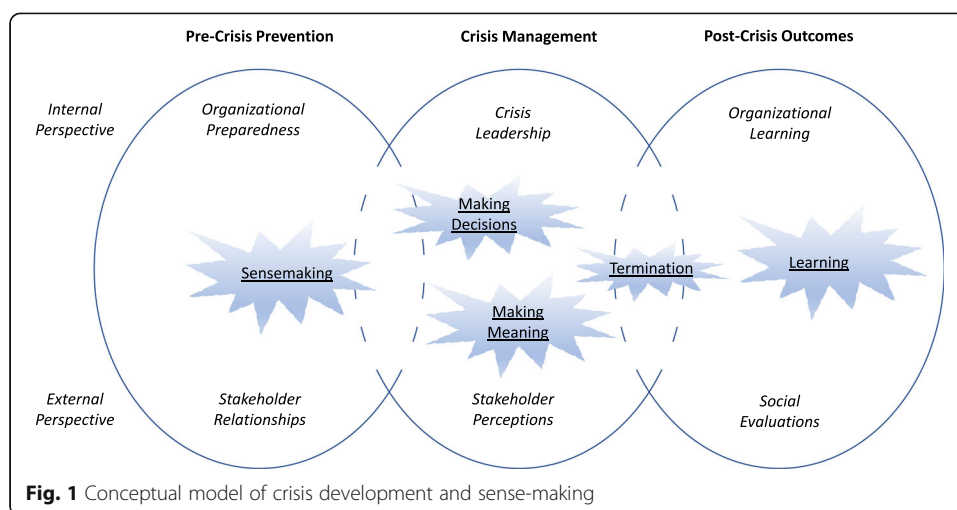 Pre-Crisis Prevention
Crisis Management
Post-Crisis Outcomes
Internal
Perspective
Organizational
Preparedness
Crisis
Leadership
Organizational
Learning
Making
Decisions
Sensemaking
Termination
Learning
Making
Meaning
External
Perspective
Stakeholder
Relationships
Stakeholder
Perceptions
Social
Evaluations
Fig. 1 Conceptual model of crisis development and sense-making